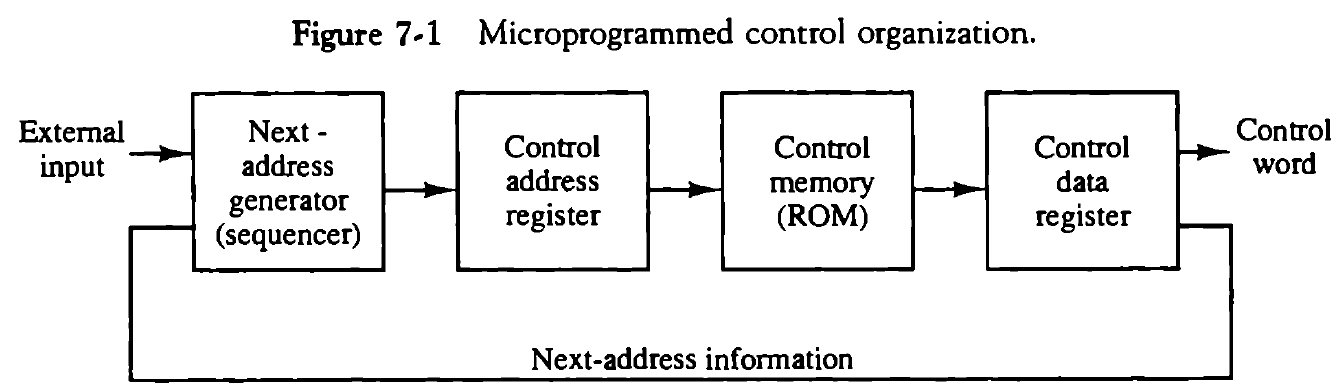 Figure 7-1 Microprogrammed control organization.
External
input
Next -
address
generator
(sequencer)
Control
address
register
Control
memory
(ROM)
Control
data
register
Control
word
Next-address information